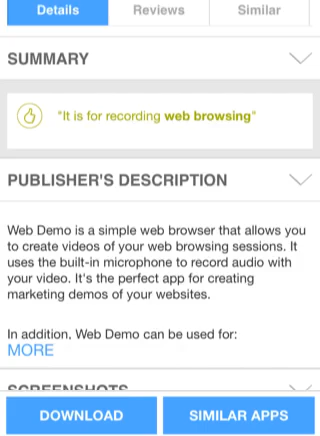 Details Reviews Similar
SUMMARY
"It is for recording web browsing"
PUBLISHER'S DESCRIPTION
Web Demo is a simple web browser that allows you
to create videos of your web browsing sessions. It
uses the built-in microphone to record audio with
your video. It's the perfect app for creating
marketing demos of your websites.
In addition, Web Demo can be used for:
MORE
SCREENSHOTS
DOWNLOAD SIMILAR APPS